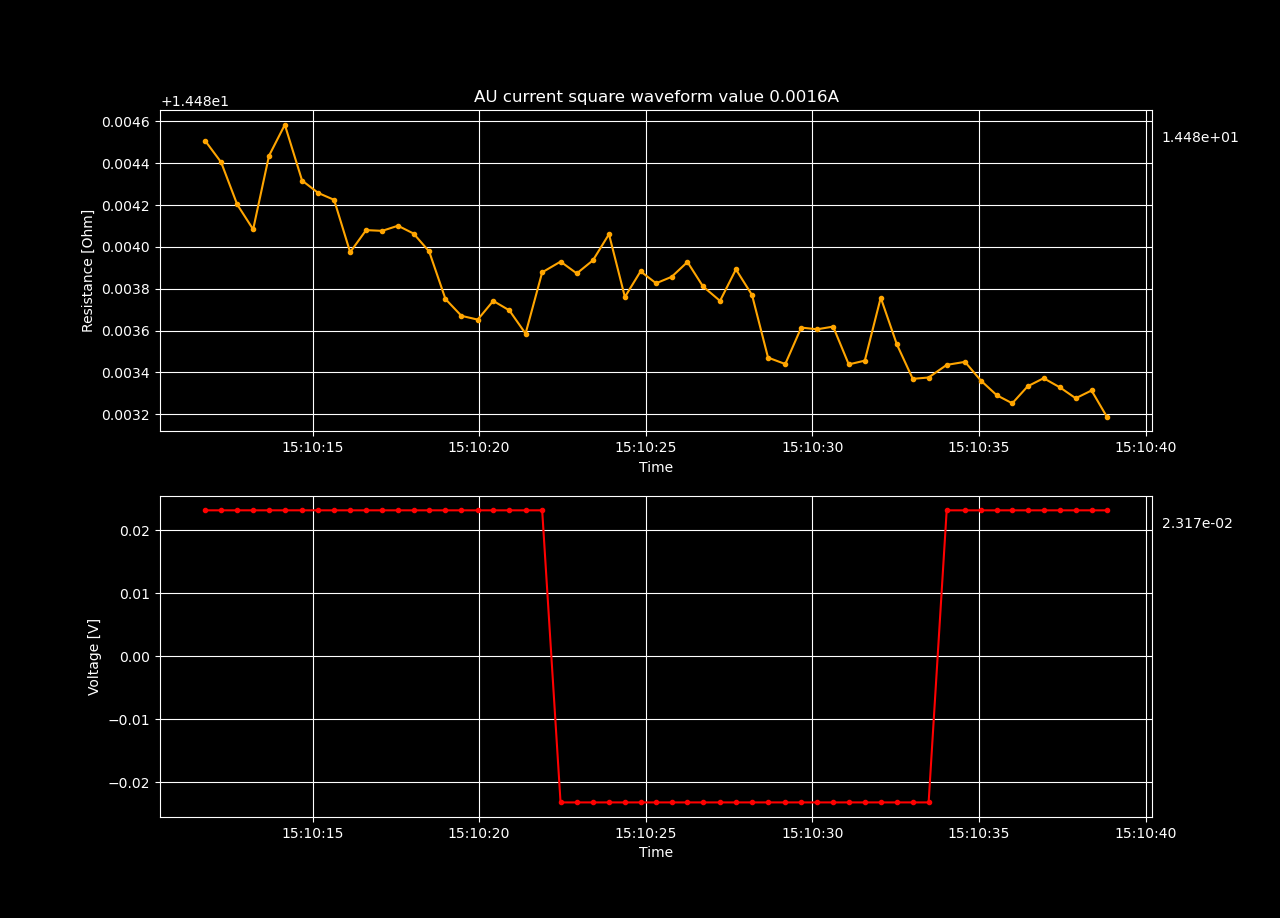 AU current square waveform value 0.0016A
+1.448e1
0.0046
0.0044
0.0042
0.0040
0.0038
0.0036
0.0034
0.0032
Resistance [Ohm]
1.448e+01
15:10:15 15:10:20 15:10:25 15:10:30 15:10:35 15:10:40
Time
0.02
0.01
0.00
−0.01
−0.02
Voltage [V]
2.317e-02
15:10:15 15:10:20 15:10:25 15:10:30 15:10:35 15:10:40
Time